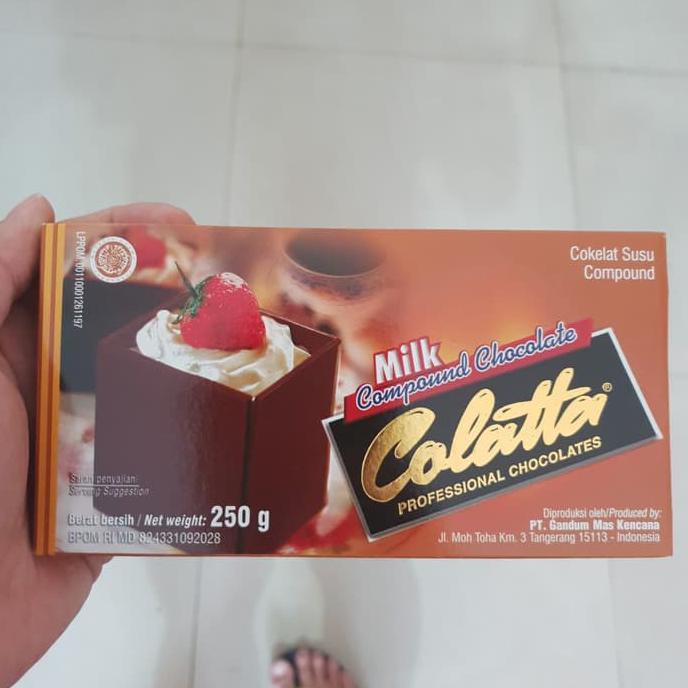 LPPOM 00110001261197
Cokelat Susu
Compound
Milk
Compound Chocolate
Colatta®
PROFESSIONAL CHOCOLATES
Saran penyajian:
Serving Suggestion
Berat bersih / Net weight: 250 g
BPOM RI MD 824331092028
Diproduksi oleh/Produced by:
PT. Gandum Mas Kencana
Jl. Moh Toha Km. 3 Tangerang 15113 - Indonesia